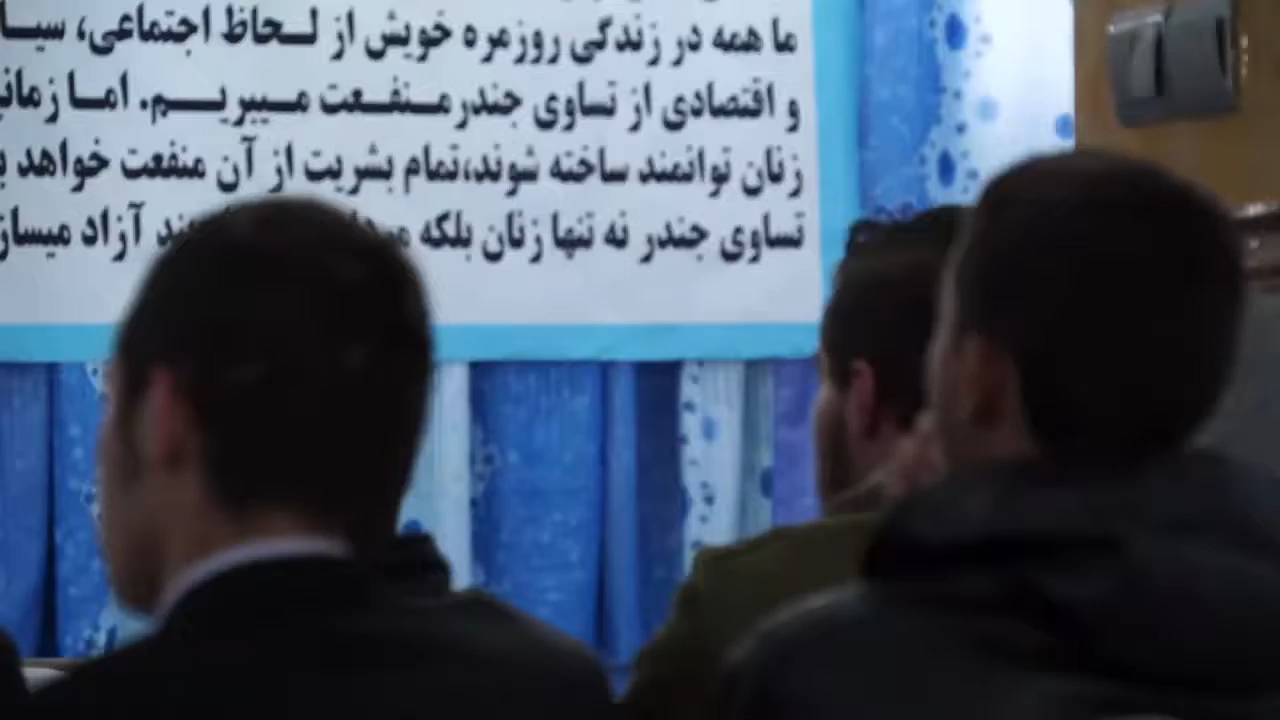 ما همه در زندگی روزمره خویش از لحاظ اجتماعی،
و اقتصادی از تساوی جندر منفعت میبریم. اما
زنان توانمند ساخته شوند،تمام بشریت از آن منفعت خواهد
تساوی جندر نه تنها زنان بلکه آزاد